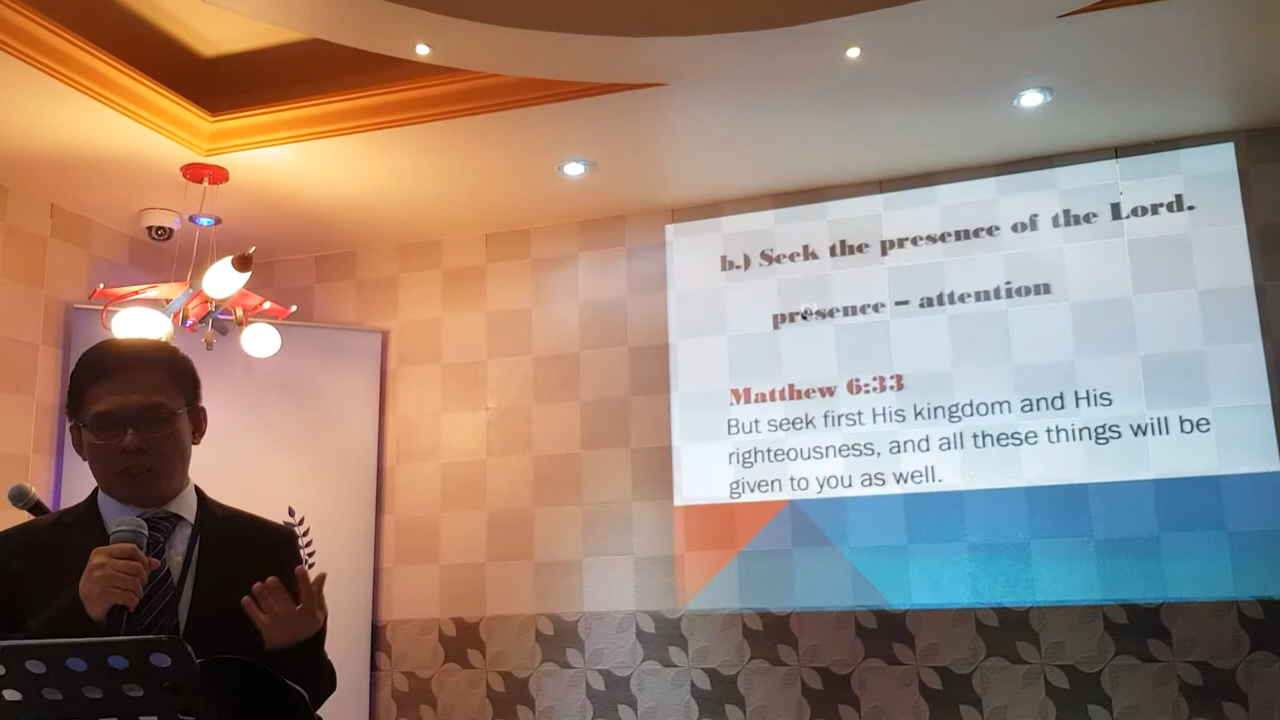 b.) Seek the presence of the Lord.
presence – attention
Matthew 6:33
But seek first His kingdom and His
righteousness, and all these things will be
given to you as well.